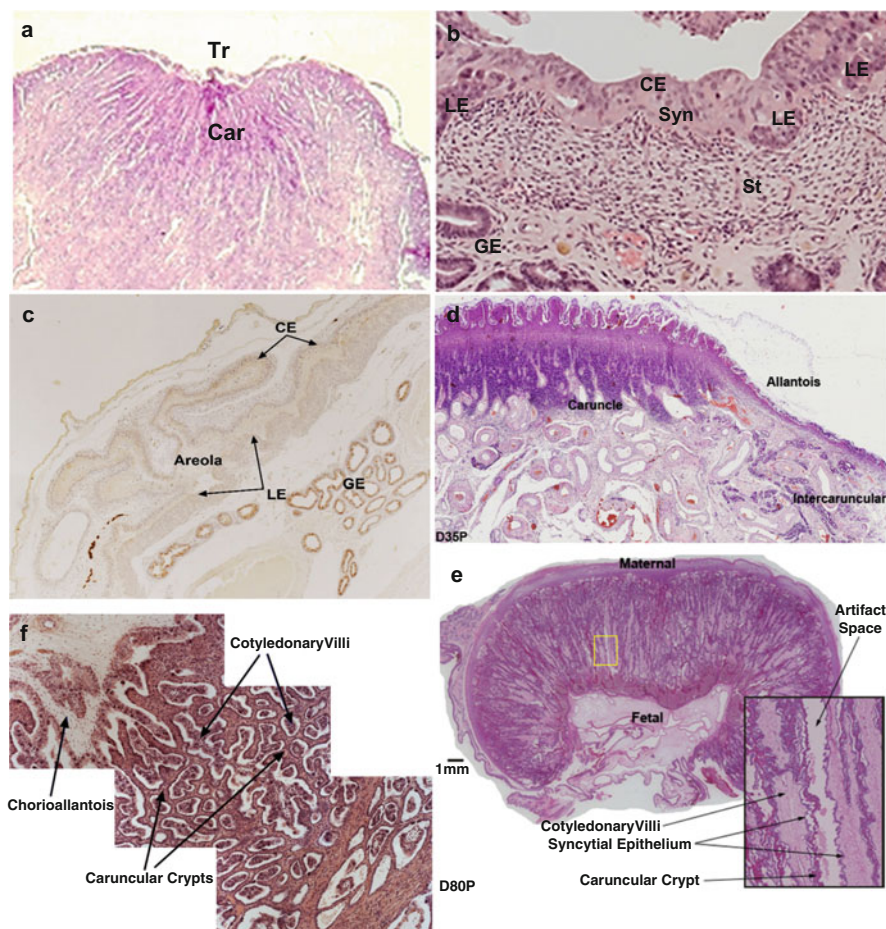 a
Tr
Car
b
CE
LE
LE
Syn
LE
St
GE
c
CE
Areola
LE
GE
d
Allantois
Caruncle
Intercaruncular
D35P
e
Maternal
Artifact
Space
Fetal
1mm
CotyledonaryVilli
Syncytial Epithelium
Caruncular Crypt
f
CotyledonaryVilli
Chorioallantois
Caruncular Crypts
D80P